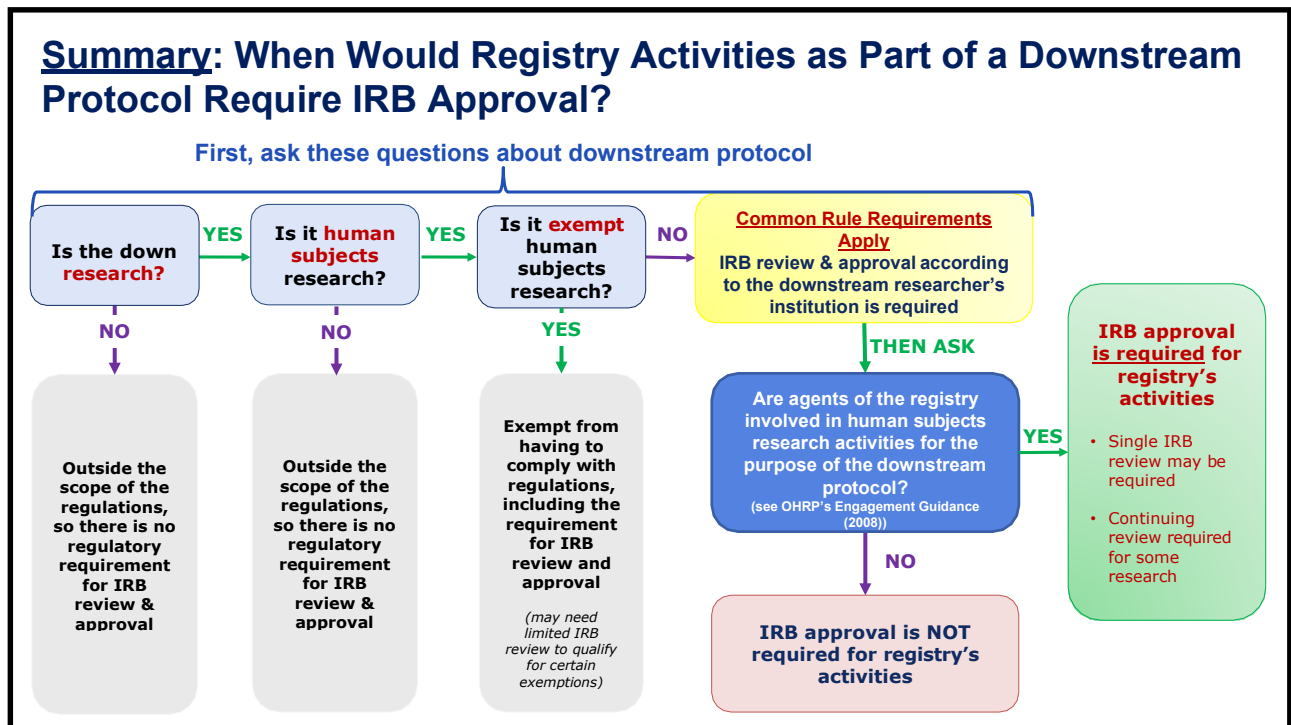 Summary: When Would Registry Activities as Part of a Downstream
Protocol Require IRB Approval?
First, ask these questions about downstream protocol
Is the down
research?
YES
Is it human
subjects
research?
YES
Is it exempt
human
subjects
research?
NO
Common Rule Requirements
Apply
IRB review & approval according
to the downstream researcher's
institution is required
NO
NO
YES
THEN ASK
Outside the
scope of the
regulations,
so there is no
regulatory
requirement
for IRB
review &
approval
Outside the
scope of the
regulations,
so there is no
regulatory
requirement
for IRB
review &
approval
Exempt from
having to
comply with
regulations,
including the
requirement
for IRB
review and
approval
(may need
limited IRB
review to qualify
for certain
exemptions)
Are agents of the registry
involved in human subjects
research activities for the
purpose of the downstream
protocol?
(see OHRP's Engagement Guidance
(2008))
YES
NO
IRB approval is NOT
required for registry's
activities
IRB approval
is required for
registry's
activities
• Single IRB
review may be
required
• Continuing
review required
for some
research